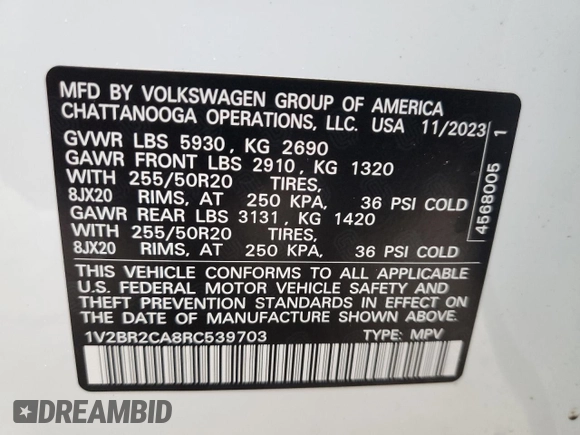 MFD BY VOLKSWAGEN GROUP OF AMERICA
CHATTANOOGA OPERATIONS, LLC. USA 11/2023
GVWR LBS 5930, KG 2690
GAWR FRONT LBS 2910, KG 1320
WITH 255/50R20 TIRES,
8JX20 RIMS, AT 250 KPA, 36 PSI COLD
GAWR REAR LBS 3131, KG 1420
WITH 255/50R20 TIRES,
8JX20 RIMS, AT 250 KPA, 36 PSI COLD
THIS VEHICLE CONFORMS TO ALL APPLICABLE
U.S. FEDERAL MOTOR VEHICLE SAFETY AND
THEFT PREVENTION STANDARDS IN EFFECT ON
THE DATE OF MANUFACTURE SHOWN ABOVE.
1V2BR2CA8RC539703 TYPE: MPV
4568005 1
DREAMBID